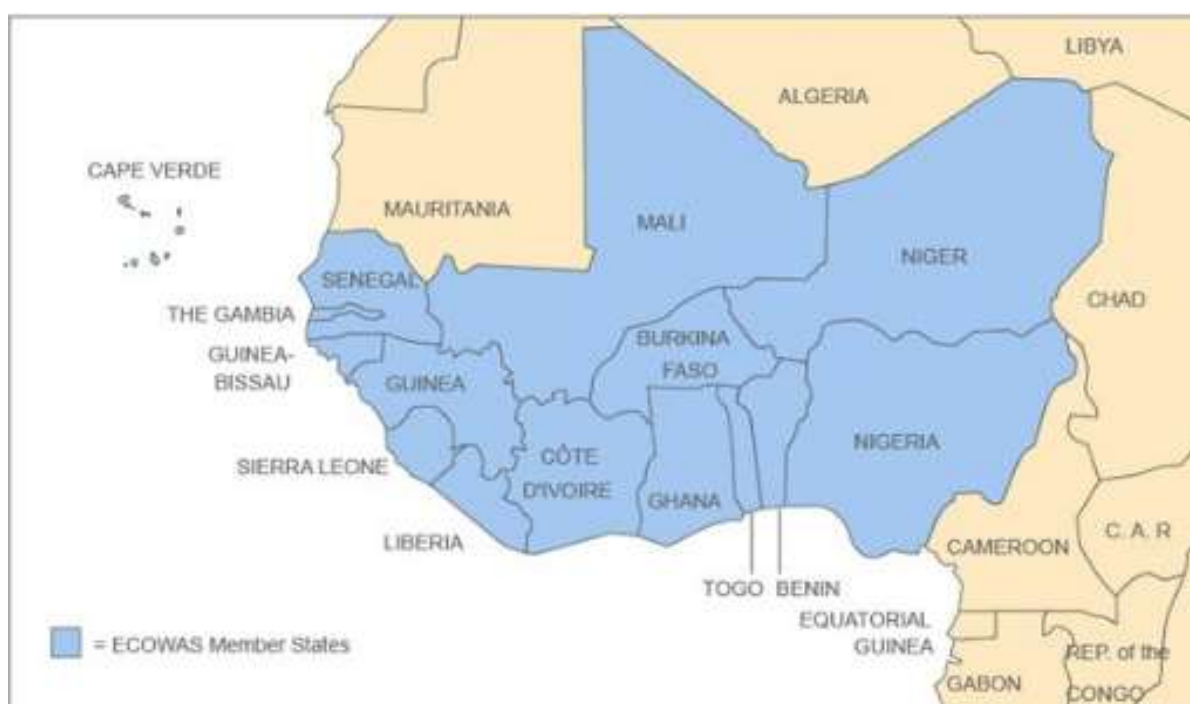 LIBYA
ALGERIA
CAPE VERDE
MAURITANIA
MALI
NIGER
SENEGAL
CHAD
THE GAMBIA
BURKINA
FASO
GUINEA-
BISSAU
GUINEA
NIGERIA
CÔTE
D'IVOIRE
SIERRA LEONE
GHANA
LIBERIA
C. A. R
CAMEROON
TOGO
BENIN
EQUATORIAL
GUINEA
= ECOWAS Member States
REP. of the
CONGO
GABON